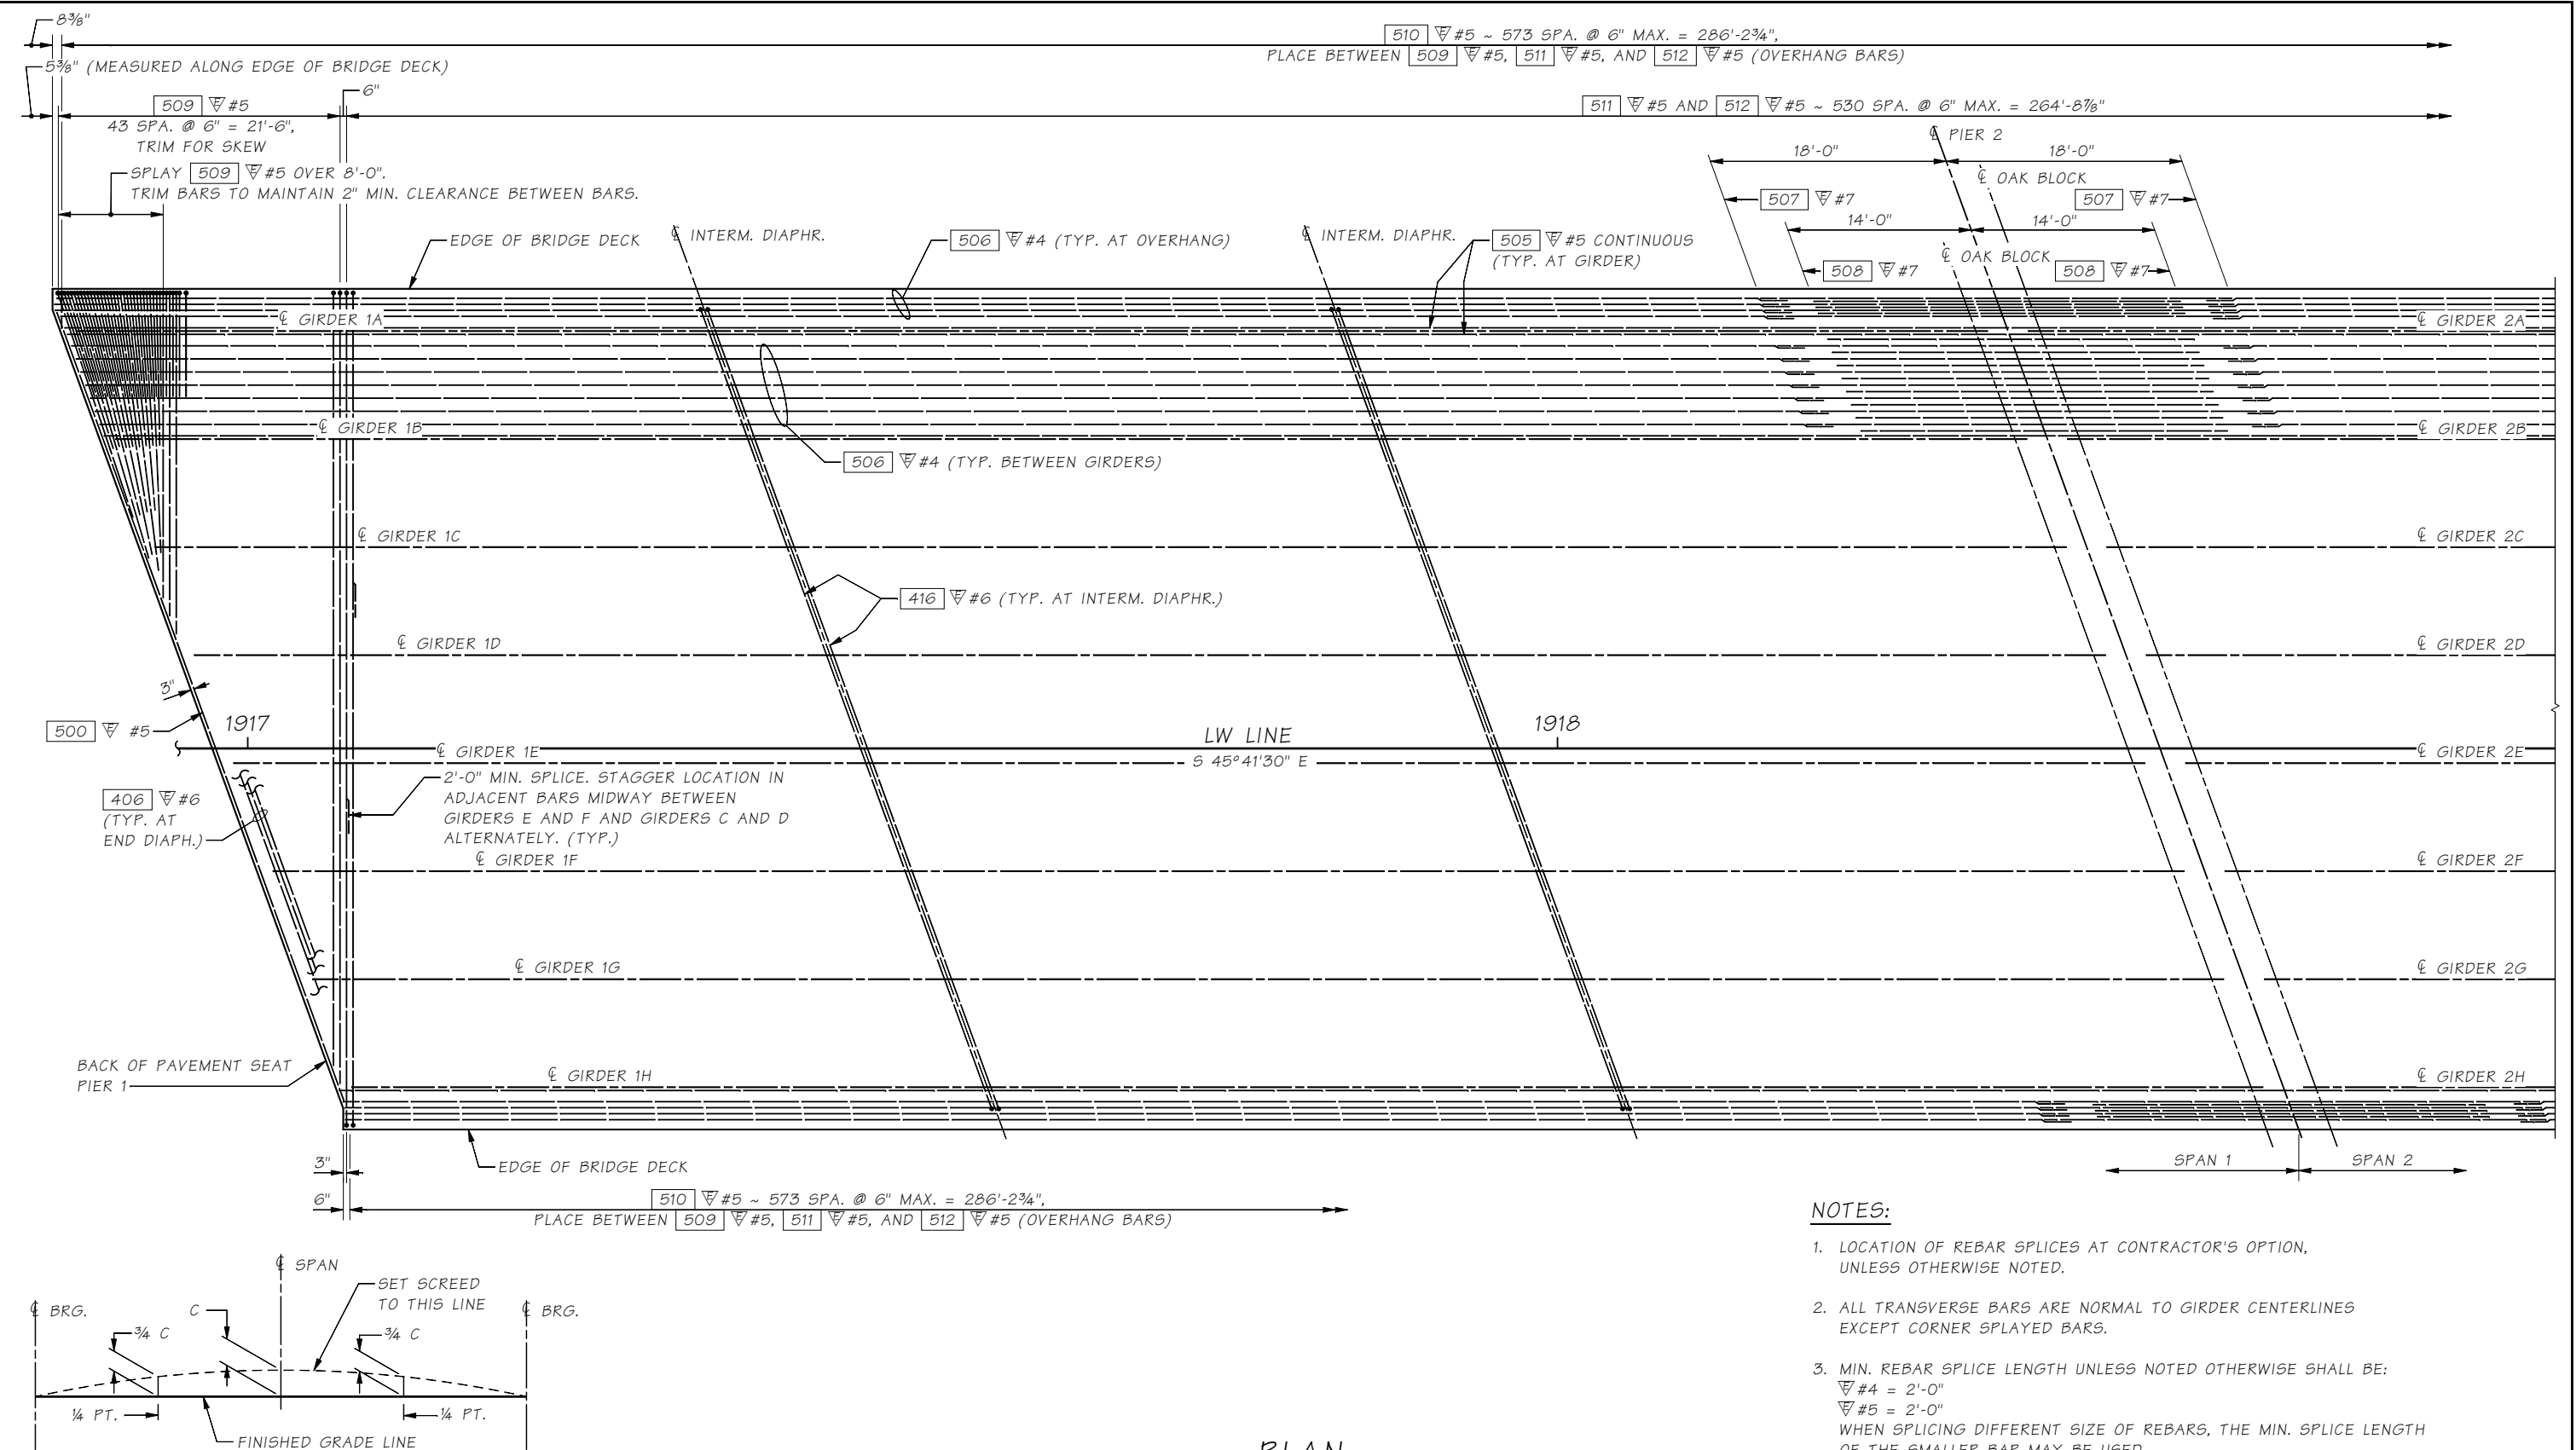 8⅜"
510 E #5 ~ 573 SPA. @ 6" MAX. = 286'-2¾",
PLACE BETWEEN 509 E #5, 511 E #5, AND 512 E #5 (OVERHANG BARS)
5⅜" (MEASURED ALONG EDGE OF BRIDGE DECK)
6"
509 E #5
43 SPA. @ 6" = 21'-6",
TRIM FOR SKEW
511 E #5 AND 512 E #5 ~ 530 SPA. @ 6" MAX. = 264'-8⅞"
SPLAY 509 E #5 OVER 8'-0".
TRIM BARS TO MAINTAIN 2" MIN. CLEARANCE BETWEEN BARS.
℄ PIER 2
18'-0"
18'-0"
℄ OAK BLOCK
507 E #7
507 E #7
14'-0"
14'-0"
℄ OAK BLOCK
508 E #7
508 E #7
EDGE OF BRIDGE DECK
℄ INTERM. DIAPHR.
506 E #4 (TYP. AT OVERHANG)
℄ INTERM. DIAPHR.
505 E #5 CONTINUOUS
(TYP. AT GIRDER)
℄ GIRDER 1A
℄ GIRDER 2A
℄ GIRDER 1B
℄ GIRDER 2B
506 E #4 (TYP. BETWEEN GIRDERS)
℄ GIRDER 1C
℄ GIRDER 2C
416 E #6 (TYP. AT INTERM. DIAPHR.)
℄ GIRDER 1D
℄ GIRDER 2D
3"
500 E #5
1917
LW LINE
1918
S 45°41'30" E
℄ GIRDER 1E
℄ GIRDER 2E
406 E #6
(TYP. AT
END DIAPH.)
2'-0" MIN. SPLICE. STAGGER LOCATION IN
ADJACENT BARS MIDWAY BETWEEN
GIRDERS E AND F AND GIRDERS C AND D
ALTERNATELY. (TYP.)
℄ GIRDER 1F
℄ GIRDER 2F
℄ GIRDER 1G
℄ GIRDER 2G
BACK OF PAVEMENT SEAT
PIER 1
℄ GIRDER 1H
℄ GIRDER 2H
3"
EDGE OF BRIDGE DECK
SPAN 1
SPAN 2
6"
510 E #5 ~ 573 SPA. @ 6" MAX. = 286'-2¾",
PLACE BETWEEN 509 E #5, 511 E #5, AND 512 E #5 (OVERHANG BARS)
℄ SPAN
SET SCREED
TO THIS LINE
℄ BRG.
C
℄ BRG.
¾ C
¾ C
¼ PT.
¼ PT.
FINISHED GRADE LINE
PLAN
NOTES:
1. LOCATION OF REBAR SPLICES AT CONTRACTOR'S OPTION,
UNLESS OTHERWISE NOTED.
2. ALL TRANSVERSE BARS ARE NORMAL TO GIRDER CENTERLINES
EXCEPT CORNER SPLAYED BARS.
3. MIN. REBAR SPLICE LENGTH UNLESS NOTED OTHERWISE SHALL BE:
E #4 = 2'-0"
E #5 = 2'-0"
WHEN SPLICING DIFFERENT SIZE OF REBARS, THE MIN. SPLICE LENGTH
OF THE SMALLER BAR MAY BE USED.